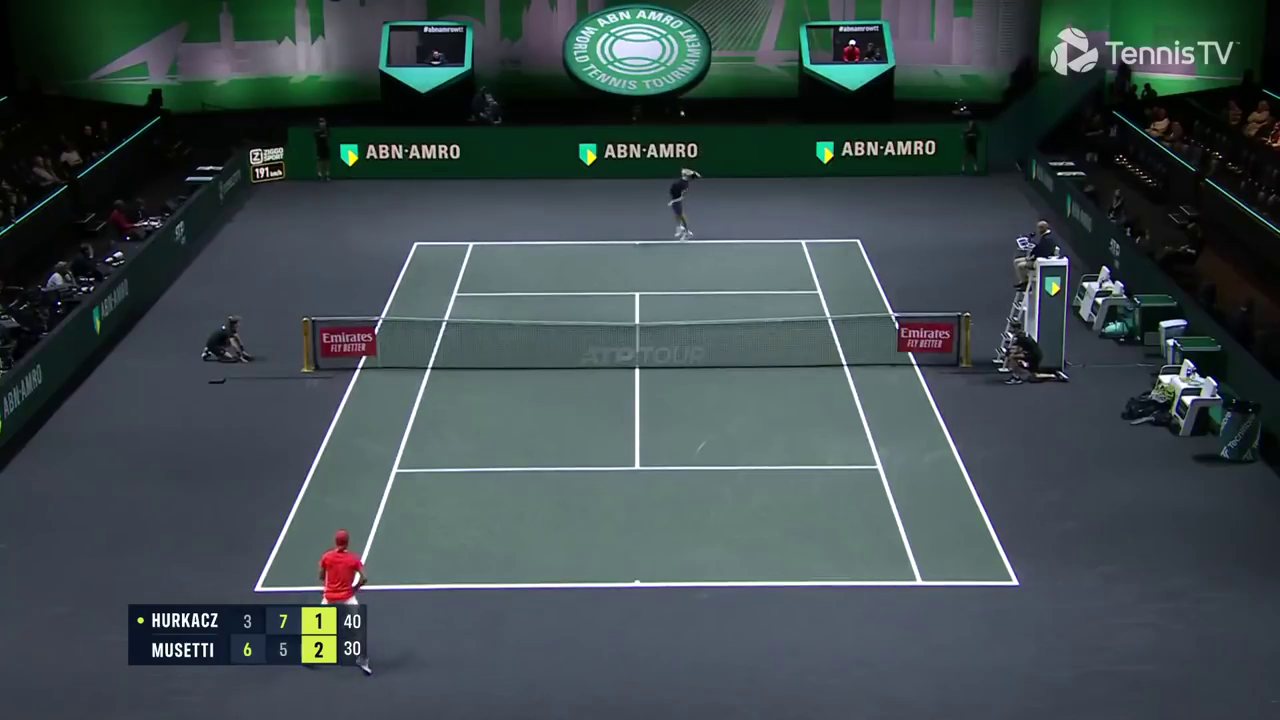 #abnamrowtt
ABN AMRO
WORLD TENNIS TOURNAMENT
#abnamrowtt
TennisTV
ZIGGO SPORT
191 km/h
ABN·AMRO
ABN·AMRO
ABN·AMRO
Emirates
FLY BETTER
ATP TOUR
Emirates
FLY BETTER
ABN·AMRO
ABN·AMRO
HURKACZ 3 7 1 40
MUSETTI 6 5 2 30